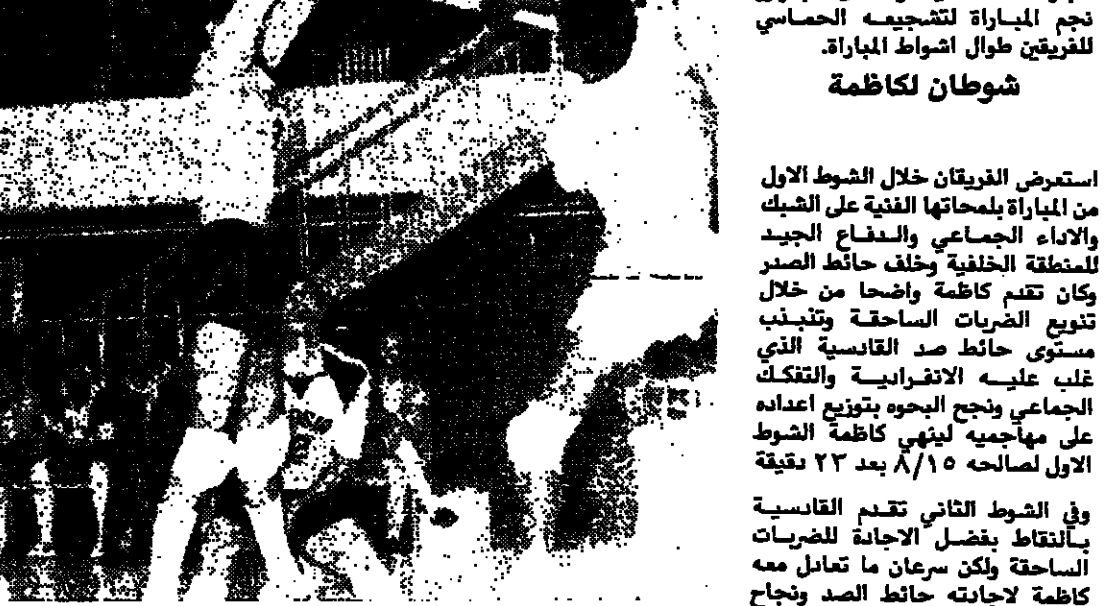 نجم المباراة لتشجيعه الحماسي
للفريقين طوال اشواط المباراة.
شوطان لكاظمة
استعرض الفريقان خلال الشوط الاول
من المباراة بلمحاتها الفنية على الشبك
والاداء الجماعي والدفاع الجيد
للمنطقة الخلفية وخلف حائط الصدر
وكان تقدم كاظمة واضحا من خلال
تنويع الضربات الساحقة وتذبذب
مستوى حائط صد القادسية الذي
غلب عليه الانفرادية والتفكك
الجماعي ونجح البحوه بتوزيع اعداده
على مهاجميه لينهي كاظمة الشوط
الاول لصالحه ٨/١٥ بعد ٢٣ دقيقة
وفي الشوط الثاني تقدم القادسية
بالنقاط بفضل الاجادة للضربات
الساحقة ولكن سرعان ما تعادل معه
كاظمة لاجادته حائط الصد ونجاح